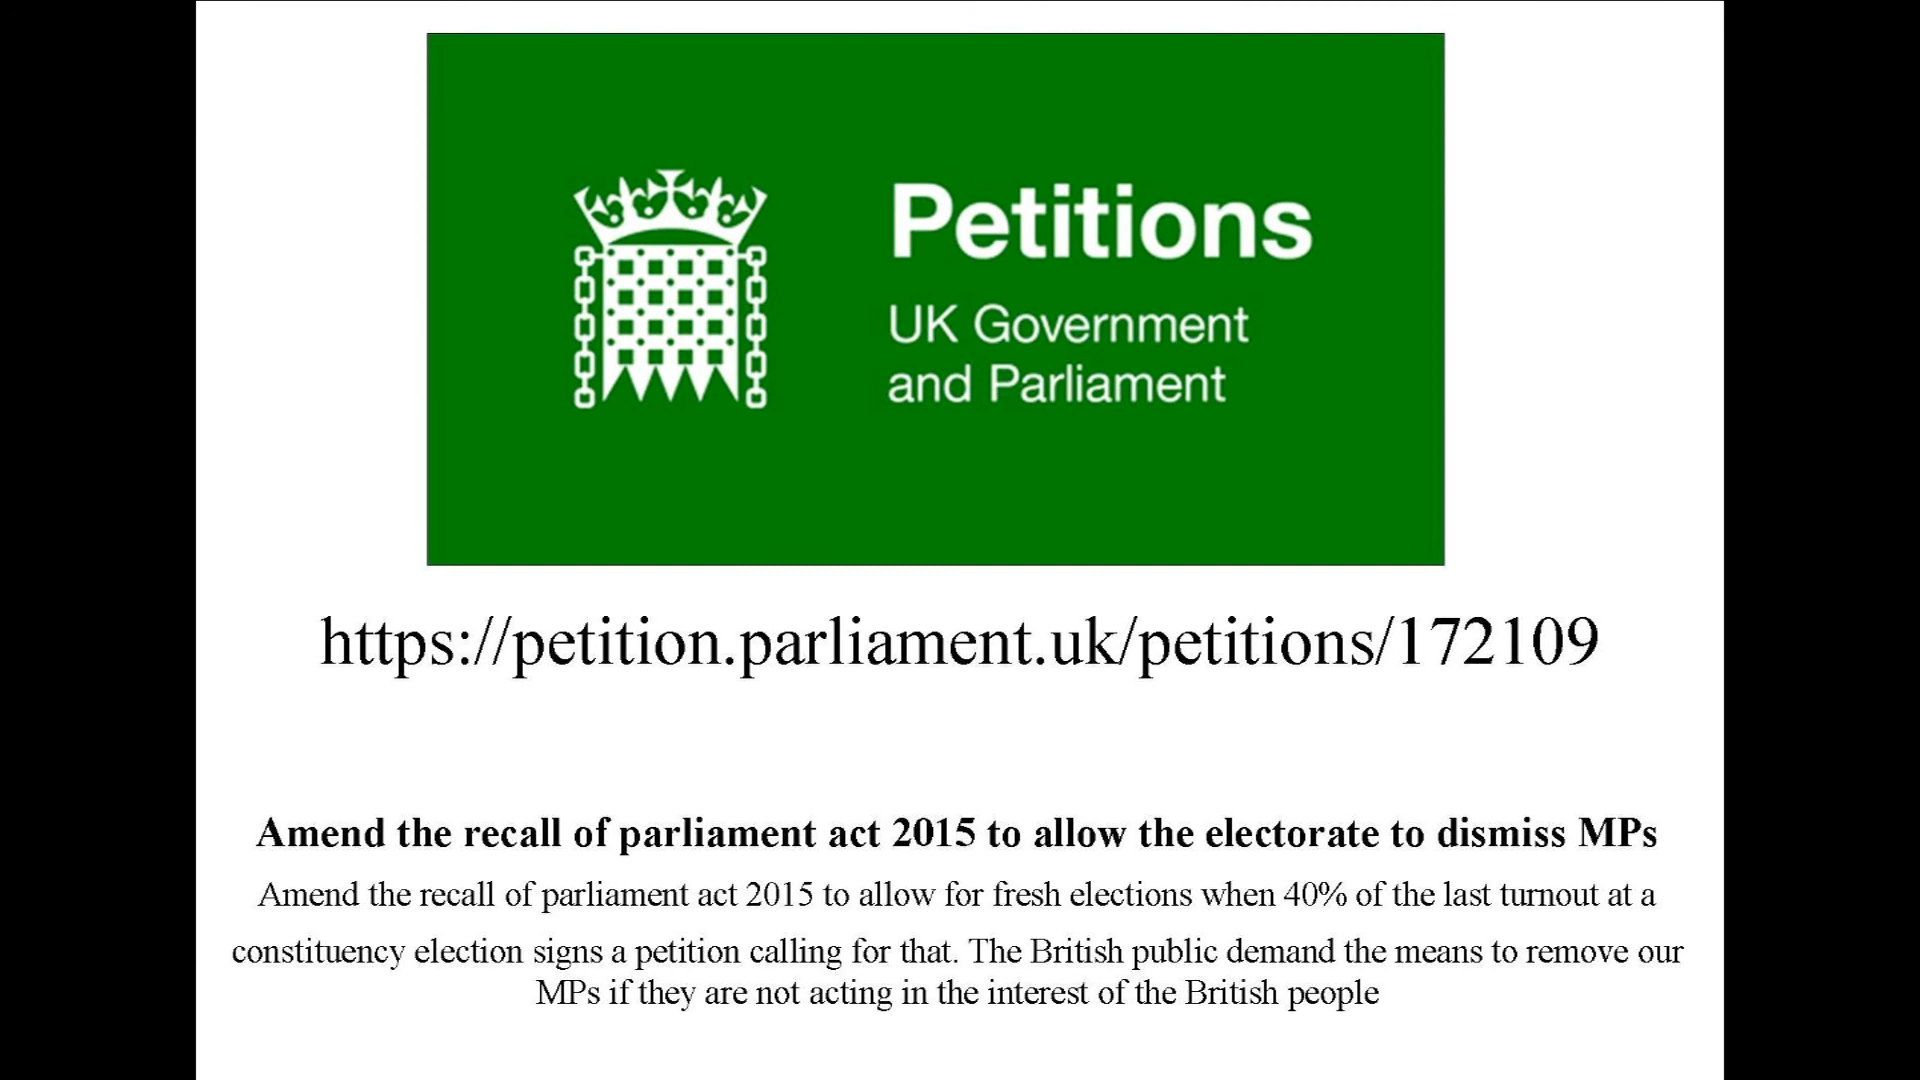 Petitions
UK Government
and Parliament
https://petition.parliament.uk/petitions/172109
Amend the recall of parliament act 2015 to allow the electorate to dismiss MPs
Amend the recall of parliament act 2015 to allow for fresh elections when 40% of the last turnout at a
constituency election signs a petition calling for that. The British public demand the means to remove our
MPs if they are not acting in the interest of the British people